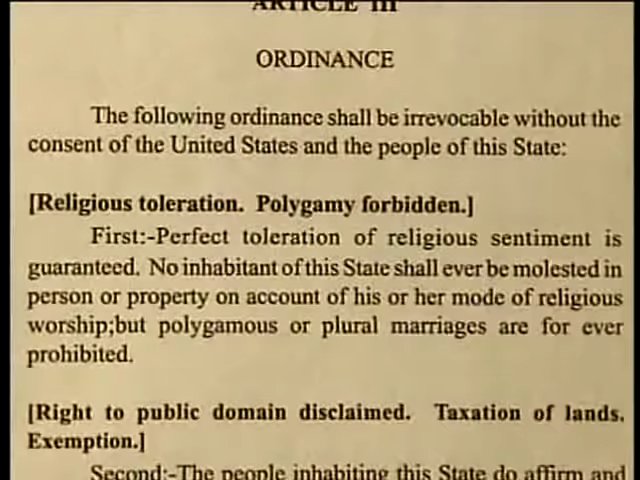 ARTICLE III
ORDINANCE
The following ordinance shall be irrevocable without the
consent of the United States and the people of this State:
[Religious toleration. Polygamy forbidden.]
First:-Perfect toleration of religious sentiment is
guaranteed. No inhabitant of this State shall ever be molested in
person or property on account of his or her mode of religious
worship;but polygamous or plural marriages are for ever
prohibited.
[Right to public domain disclaimed. Taxation of lands.
Exemption.]
Second:-The people inhabiting this State do affirm and